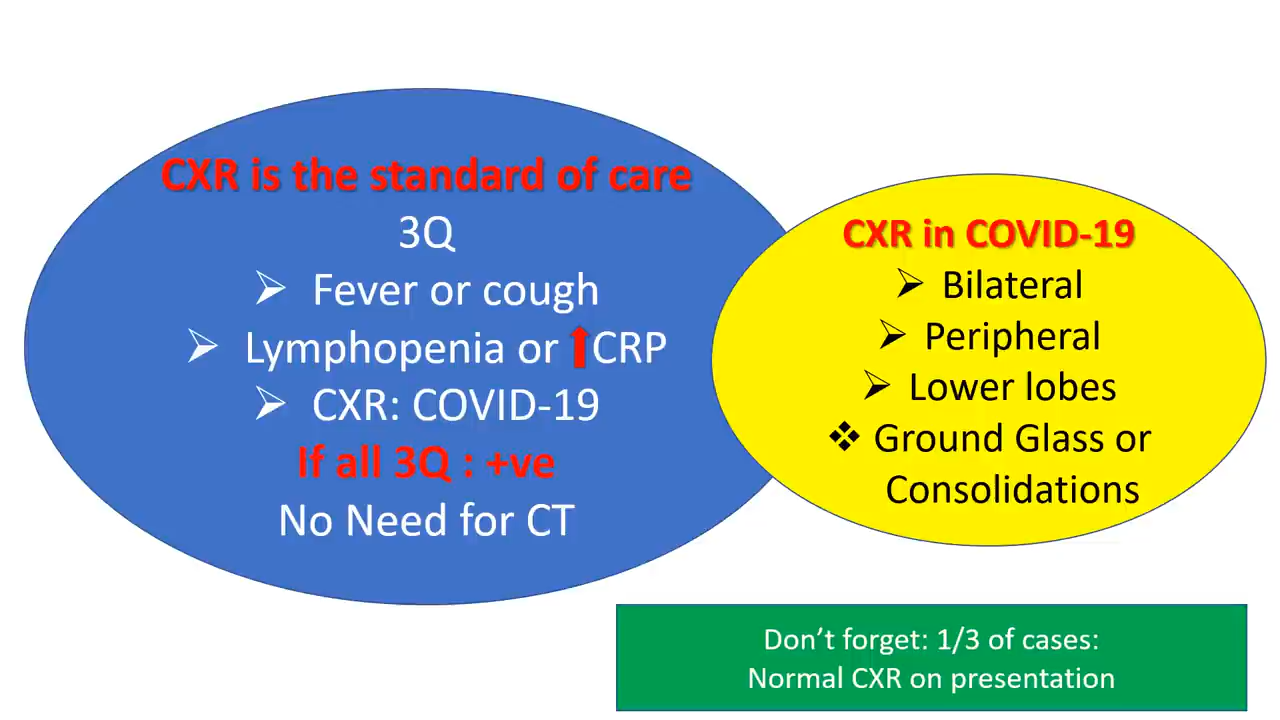 CXR is the standard of care
3Q
➢ Fever or cough
➢ Lymphopenia or ⬆CRP
➢ CXR: COVID-19
If all 3Q : +ve
No Need for CT
CXR in COVID-19
➢ Bilateral
➢ Peripheral
➢ Lower lobes
❖ Ground Glass or
Consolidations
Don’t forget: 1/3 of cases:
Normal CXR on presentation